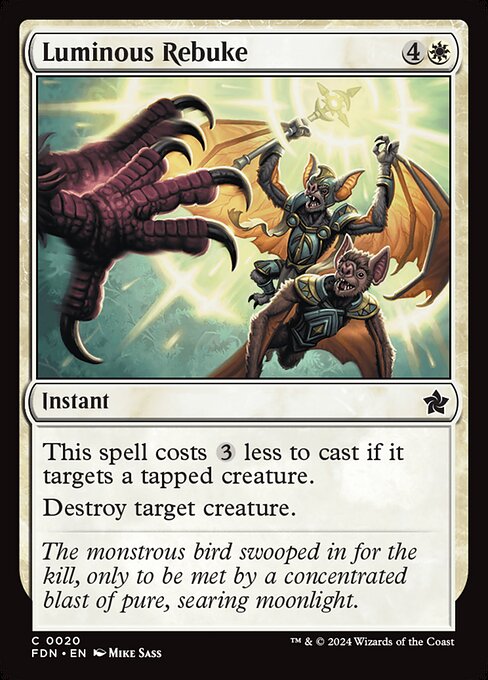 Luminous Rebuke 4
Instant
This spell costs 3 less to cast if it
targets a tapped creature.
Destroy target creature.
The monstrous bird swooped in for the
kill, only to be met by a concentrated
blast of pure, searing moonlight.
C 0020
FDN • EN Mike Sass
™ & © 2024 Wizards of the Coast